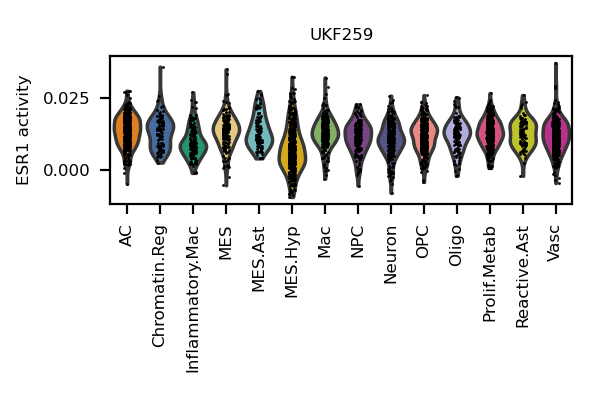 UKF259
ESR1 activity
0.025
0.000
AC
Chromatin.Reg
Inflammatory.Mac
MES
MES.Ast
MES.Hyp
Mac
NPC
Neuron
OPC
Oligo
Prolif.Metab
Reactive.Ast
Vasc